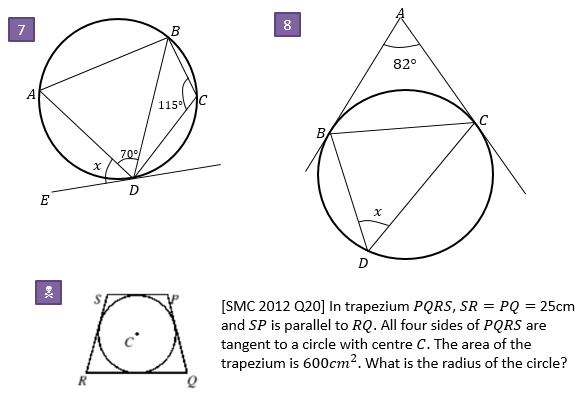 7
B
A
115°
C
70°
x
D
E
8
A
82°
B
C
x
D
☠
S
P
C
R
Q
[SMC 2012 Q20] In trapezium PQRS, SR = PQ = 25cm
and SP is parallel to RQ. All four sides of PQRS are
tangent to a circle with centre C. The area of the
trapezium is 600cm². What is the radius of the circle?